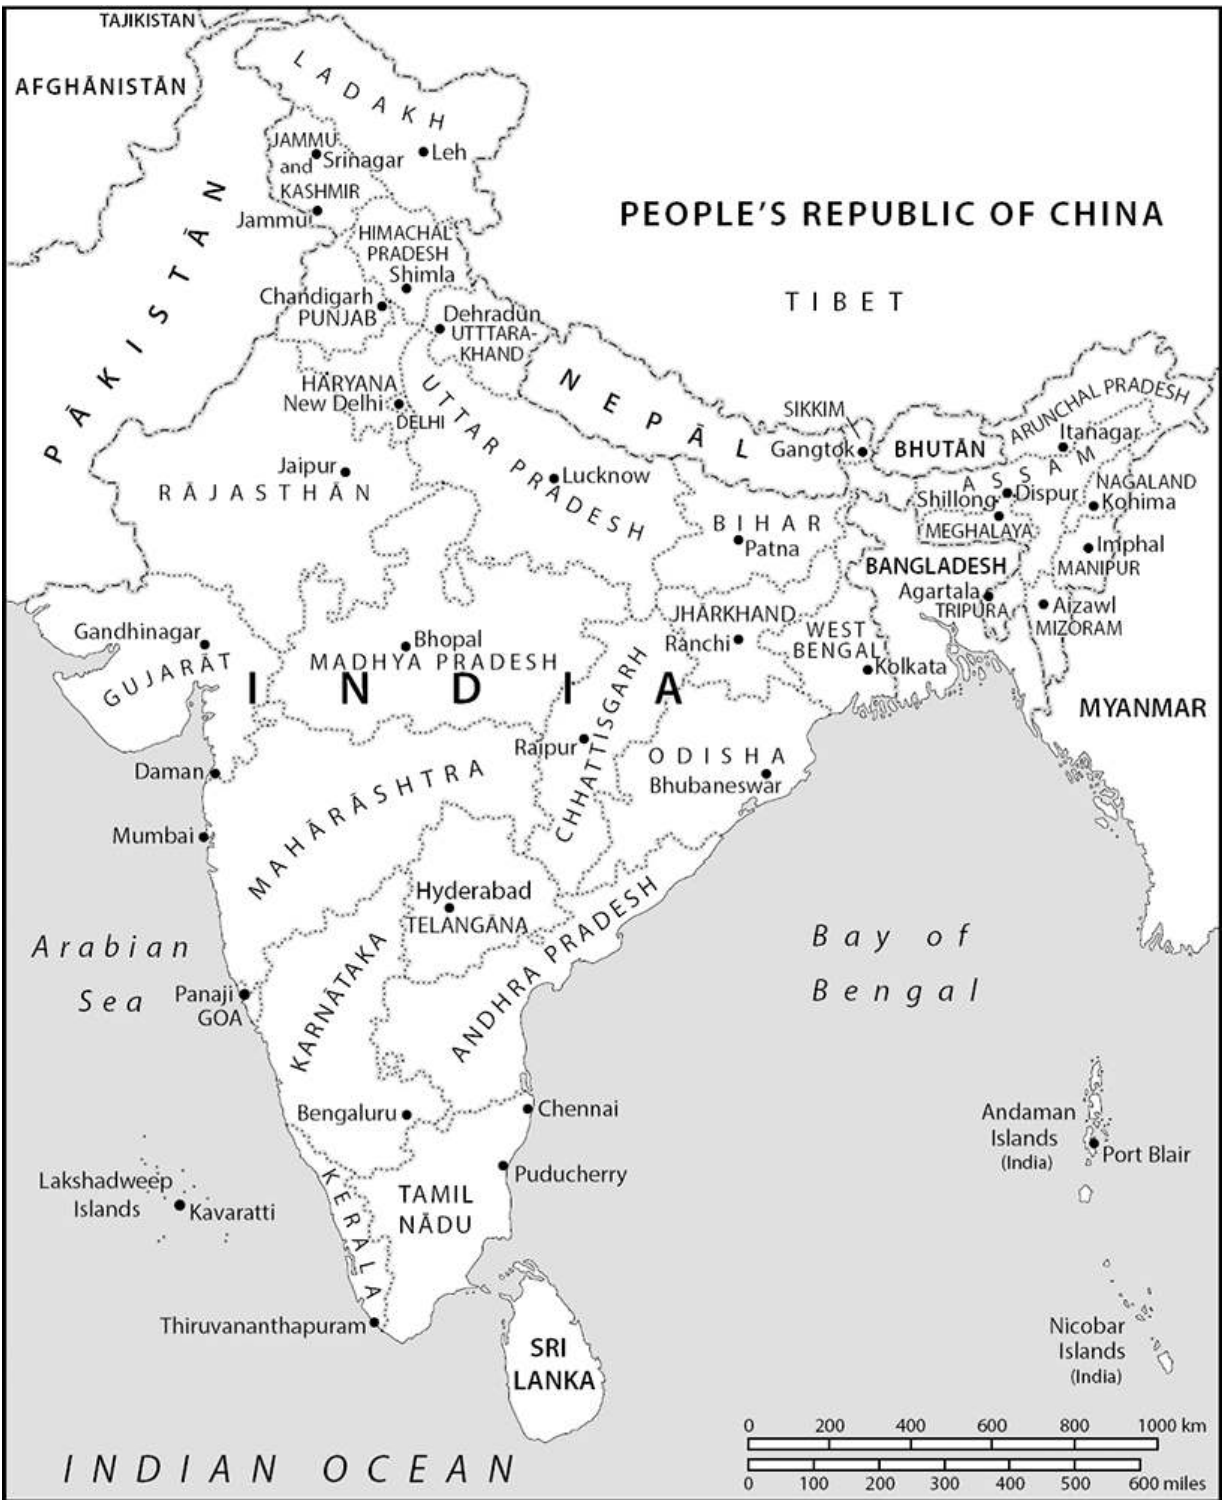 TAJIKISTAN
AFGHĀNISTĀN
LADAKH
JAMMU
and
KASHMIR
Srinagar
Leh
Jammu
PĀKISTĀN
PEOPLE'S REPUBLIC OF CHINA
TIBET
HIMACHAL
PRADESH
Shimla
Chandigarh
PUNJAB
Dehradun
UTTTARA-
KHAND
HARYANA
New Delhi
DELHI
UTTAR PRADESH
NEPĀL
SIKKIM
Gangtok
BHUTĀN
ARUNCHAL PRADESH
Itanagar
ASSAM
Dispur
Shillong
MEGHALAYA
NAGALAND
Kohima
Imphal
MANIPUR
Jaipur
RĀJASTHĀN
Lucknow
BIHAR
Patna
BANGLADESH
Agartala
TRIPURA
Aizawl
MIZORAM
JHARKHAND
Ranchi
WEST
BENGAL
Kolkata
Gandhinagar
GUJARĀT
Bhopal
MADHYA PRADESH
INDIA
CHHATTISGARH
Raipur
ODISHA
Bhubaneswar
MYANMAR
Daman
MAHĀRĀSHTRA
Mumbai
Hyderabad
TELANGĀNA
Arabian
Sea
Panaji
GOA
KARNĀTAKA
ANDHRA PRADESH
Bay of
Bengal
Bengaluru
Chennai
Puducherry
Lakshadweep
Islands
Kavaratti
KERALA
TAMIL
NĀDU
Andaman
Islands
(India)
Port Blair
Thiruvananthapuram
SRI
LANKA
Nicobar
Islands
(India)
INDIAN OCEAN
0 200 400 600 800 1000 km
0 100 200 300 400 500 600 miles